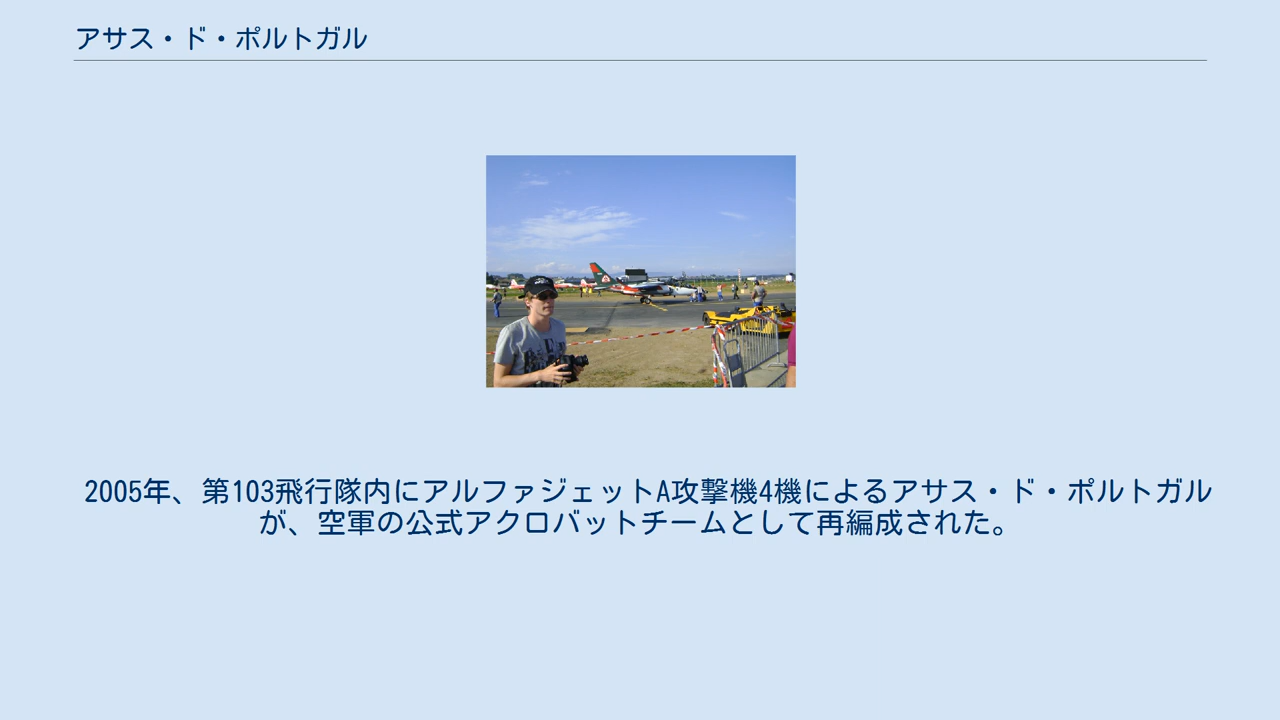 アサス・ド・ポルトガル
2005年、第103飛行隊内にアルファジェットA攻撃機4機によるアサス・ド・ポルトガル
が、空軍の公式アクロバットチームとして再編成された。